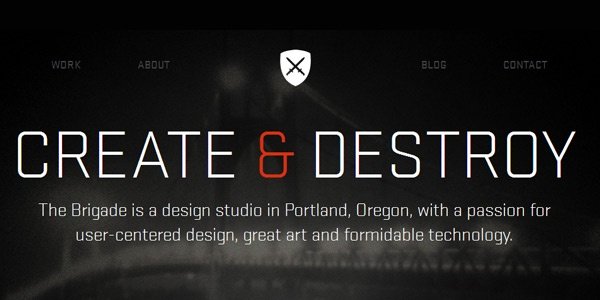 WORK ABOUT BLOG CONTACT
CREATE & DESTROY
The Brigade is a design studio in Portland, Oregon, with a passion for
user-centered design, great art and formidable technology.